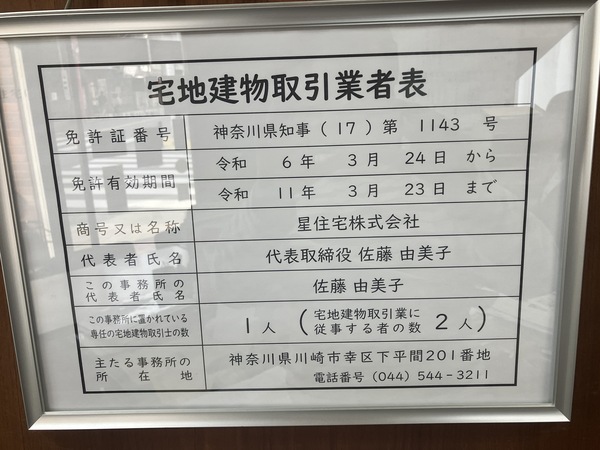 宅地建物取引業者表
免許証番号 神奈川県知事(17)第 1143 号
免許有効期間 令和 6年 3月 24日 から
令和 11年 3月 23日 まで
商号又は名称 星住宅株式会社
代表者氏名 代表取締役 佐藤 由美子
この事務所の
代表者氏名 佐藤 由美子
この事務所に置かれている
専任の宅地建物取引士の数 1人 (宅地建物取引業に
従事する者の数 2人)
主たる事務所の
所在地 神奈川県川崎市幸区下平間201番地
電話番号 (044) 544-3211